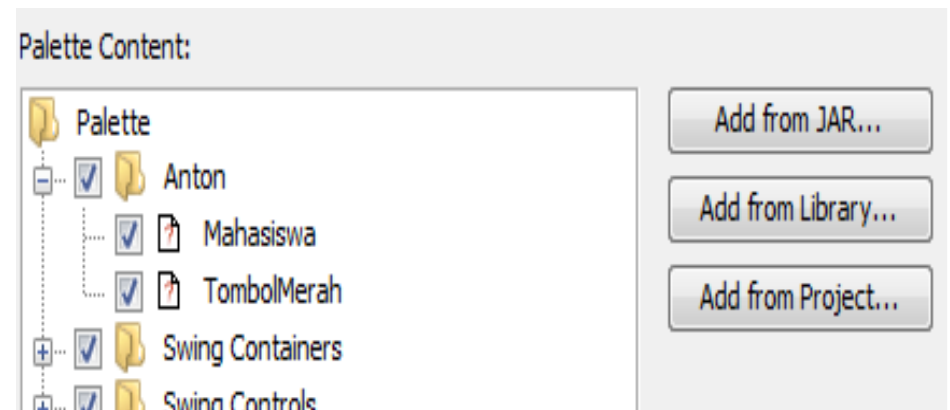 Palette Content:
Palette
Anton
Mahasiswa
TombolMerah
Swing Containers
Swing Controls
Add from JAR...
Add from Library...
Add from Project...